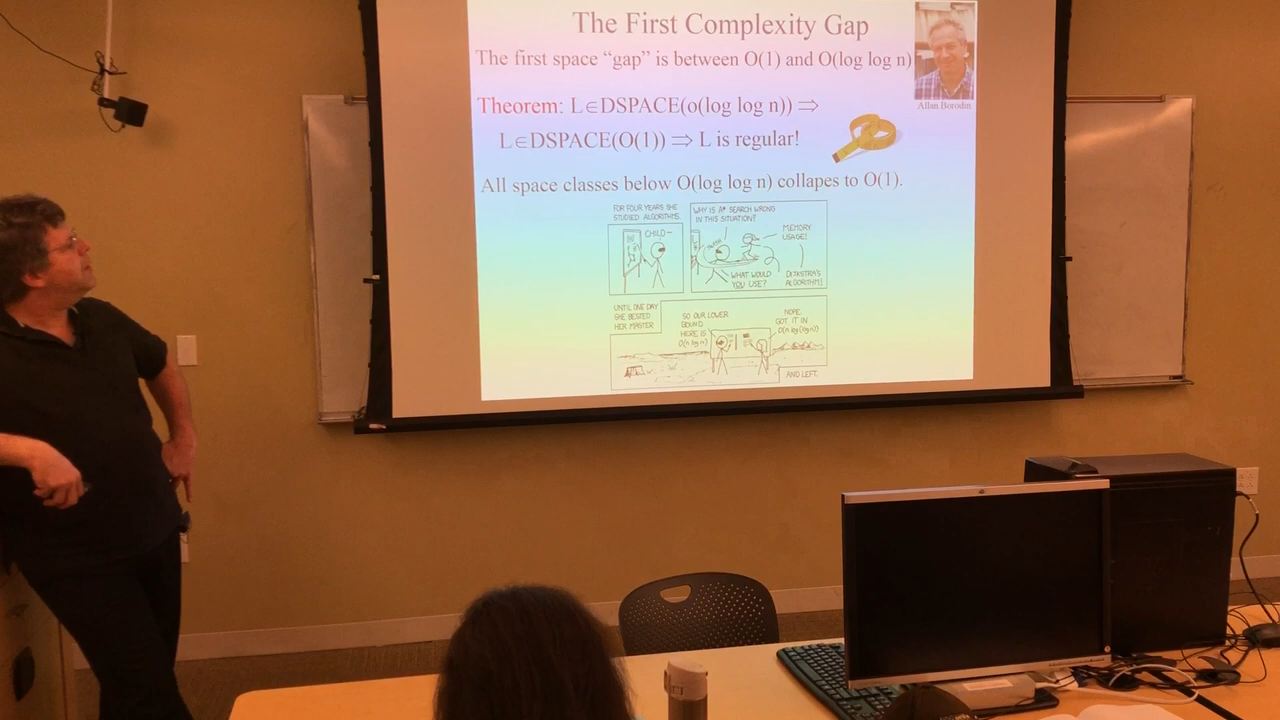 The First Complexity Gap
The first space “gap” is between O(1) and O(log log n)
Allan Borodin
Theorem: L∈DSPACE(o(log log n)) ⇒
L∈DSPACE(O(1)) ⇒ L is regular!
All space classes below O(log log n) collapes to O(1).
FOR FOUR YEARS SHE
STUDIED ALGORITHMS.
CHILD—
WHY IS A* SEARCH WRONG
IN THIS SITUATION?
MEMORY
USAGE!
WHAT WOULD
YOU USE?
DIJKSTRA'S
ALGORITHM!
UNTIL ONE DAY
SHE BESTED
HER MASTER
SO OUR LOWER
BOUND
HERE IS
O(n log n)
NOPE.
GOT IT IN
O(n log(log n))
AND LEFT.